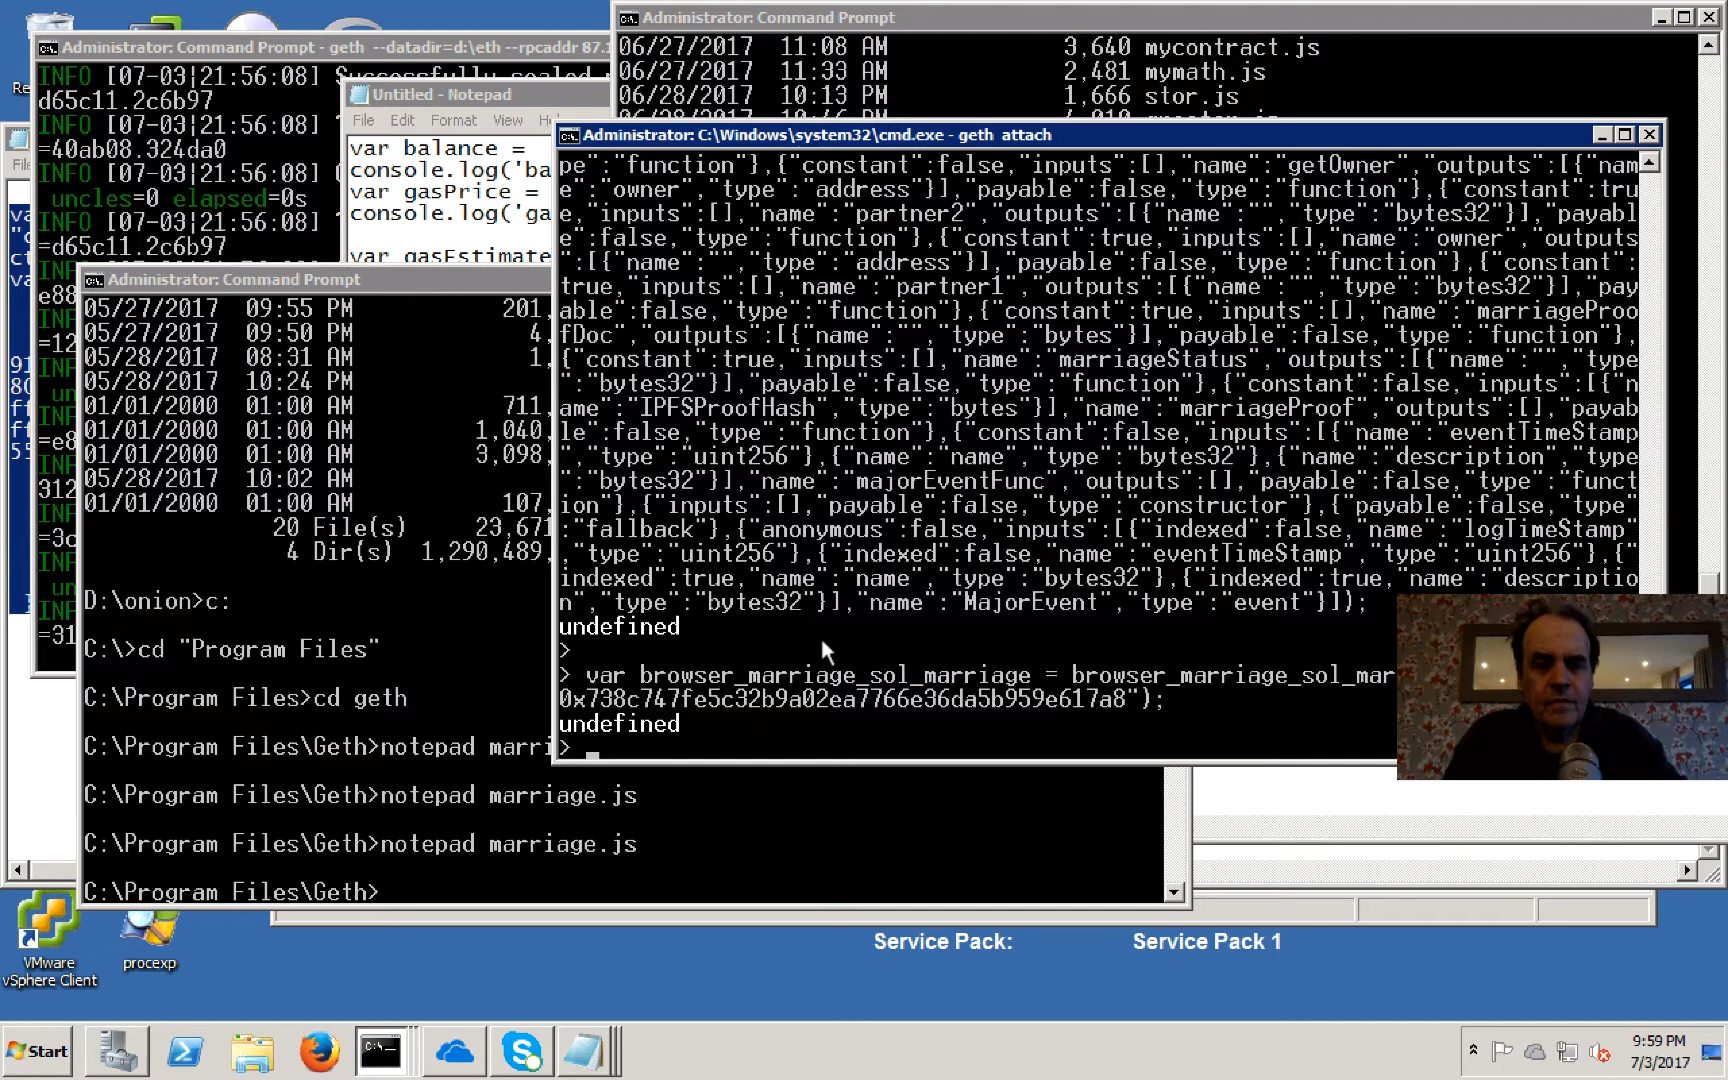 Administrator: Command Prompt - geth --datadir=d:\eth --rpcaddr 87.1
INFO [07-03|21:56:08] Successfully sealed
d65c11.2c6b97
INFO [07-03|21:56:08]
=40ab08.324da0
INFO [07-03|21:56:08]
uncles=0 elapsed=0s
INFO [07-03|21:56:08]
=d65c11.2c6b97
Untitled - Notepad
File Edit Format View
var balance =
console.log('ba
var gasPrice =
console.log('ga
var gasEstimate
Administrator: Command Prompt
06/27/2017 11:08 AM 3,640 mycontract.js
06/27/2017 11:33 AM 2,481 mymath.js
06/28/2017 10:13 PM 1,666 stor.js
Administrator: C:\Windows\system32\cmd.exe - geth attach
pe":"function"},{"constant":false,"inputs":[],"name":"getOwner","outputs":[{"nam
e":"owner","type":"address"}],"payable":false,"type":"function"},{"constant":tru
e,"inputs":[],"name":"partner2","outputs":[{"name":"","type":"bytes32"}],"payabl
e":false,"type":"function"},{"constant":true,"inputs":[],"name":"owner","outputs
":[{"name":"","type":"address"}],"payable":false,"type":"function"},{"constant":
true,"inputs":[],"name":"partner1","outputs":[{"name":"","type":"bytes32"}],"pay
able":false,"type":"function"},{"constant":true,"inputs":[],"name":"marriageProo
fDoc","outputs":[{"name":"","type":"bytes"}],"payable":false,"type":"function"},
{"constant":true,"inputs":[],"name":"marriageStatus","outputs":[{"name":"","type
":"bytes32"}],"payable":false,"type":"function"},{"constant":false,"inputs":[{"n
ame":"IPFSProofHash","type":"bytes"}],"name":"marriageProof","outputs":[],"payab
le":false,"type":"function"},{"constant":false,"inputs":[{"name":"eventTimeStamp
","type":"uint256"},{"name":"name","type":"bytes32"},{"name":"description","type
":"bytes32"}],"name":"majorEventFunc","outputs":[],"payable":false,"type":"funct
ion"},{"inputs":[],"payable":false,"type":"constructor"},{"payable":false,"type"
:"fallback"},{"anonymous":false,"inputs":[{"indexed":false,"name":"logTimeStamp"
,"type":"uint256"},{"indexed":false,"name":"eventTimeStamp","type":"uint256"},{"
indexed":true,"name":"name","type":"bytes32"},{"indexed":true,"name":"descriptio
n","type":"bytes32"}],"name":"MajorEvent","type":"event"}]);
undefined
>
> var browser_marriage_sol_marriage = browser_marriage_sol_mar
0x738c747fe5c32b9a02ea7766e36da5b959e617a8");
undefined
>
Administrator: Command Prompt
05/27/2017 09:55 PM 201,
05/27/2017 09:50 PM 4,
05/28/2017 08:31 AM 1,
05/28/2017 10:24 PM
01/01/2000 01:00 AM 711,
01/01/2000 01:00 AM 1,040,
01/01/2000 01:00 AM 3,098,
05/28/2017 10:02 AM
01/01/2000 01:00 AM 107,
20 File(s) 23,671
4 Dir(s) 1,290,489,
D:\onion>c:
C:\>cd "Program Files"
C:\Program Files>cd geth
C:\Program Files\Geth>notepad marri
C:\Program Files\Geth>notepad marriage.js
C:\Program Files\Geth>notepad marriage.js
C:\Program Files\Geth>
VMware
vSphere Client
procexp
Service Pack: Service Pack 1
Start
9:59 PM
7/3/2017